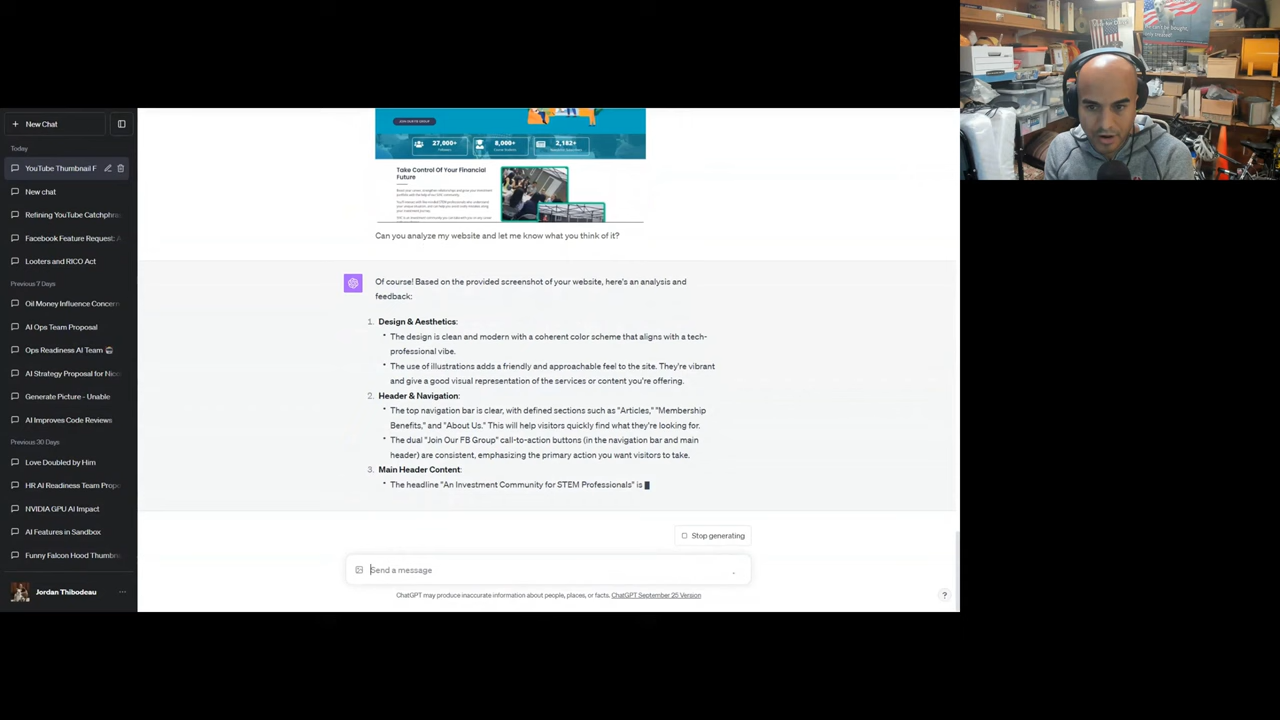 New Chat
Today
YouTube Thumbnail F
New chat
Refining YouTube Catchphra
Facebook Feature Request: A
Looters and RICO Act
Previous 7 Days
Oil Money Influence Concern
AI Ops Team Proposal
Ops Readiness AI Team
AI Strategy Proposal for Nic
Generate Picture - Unable
AI Improves Code Reviews
Previous 30 Days
Love Doubled by Him
HR AI Readiness Team Propo
NVIDIA GPU AI Impact
AI Features in Sandbox
Funny Falcon Hood Thumbn
Jordan Thibodeau
27,000+
8,000+
2,182+
Take Control Of Your Financial
Future
Can you analyze my website and let me know what you think of it?
Of course! Based on the provided screenshot of your website, here's an analysis and
feedback:
1. Design & Aesthetics:
• The design is clean and modern with a coherent color scheme that aligns with a tech-
professional vibe.
• The use of illustrations adds a friendly and approachable feel to the site. They're vibrant
and give a good visual representation of the services or content you're offering.
2. Header & Navigation:
• The top navigation bar is clear, with defined sections such as "Articles," "Membership
Benefits," and "About Us." This will help visitors quickly find what they're looking for.
• The dual "Join Our FB Group" call-to-action buttons (in the navigation bar and main
header) are consistent, emphasizing the primary action you want visitors to take.
3. Main Header Content:
• The headline "An Investment Community for STEM Professionals" is
Stop generating
Send a message
ChatGPT may produce inaccurate information about people, places, or facts. ChatGPT September 25 Version
?